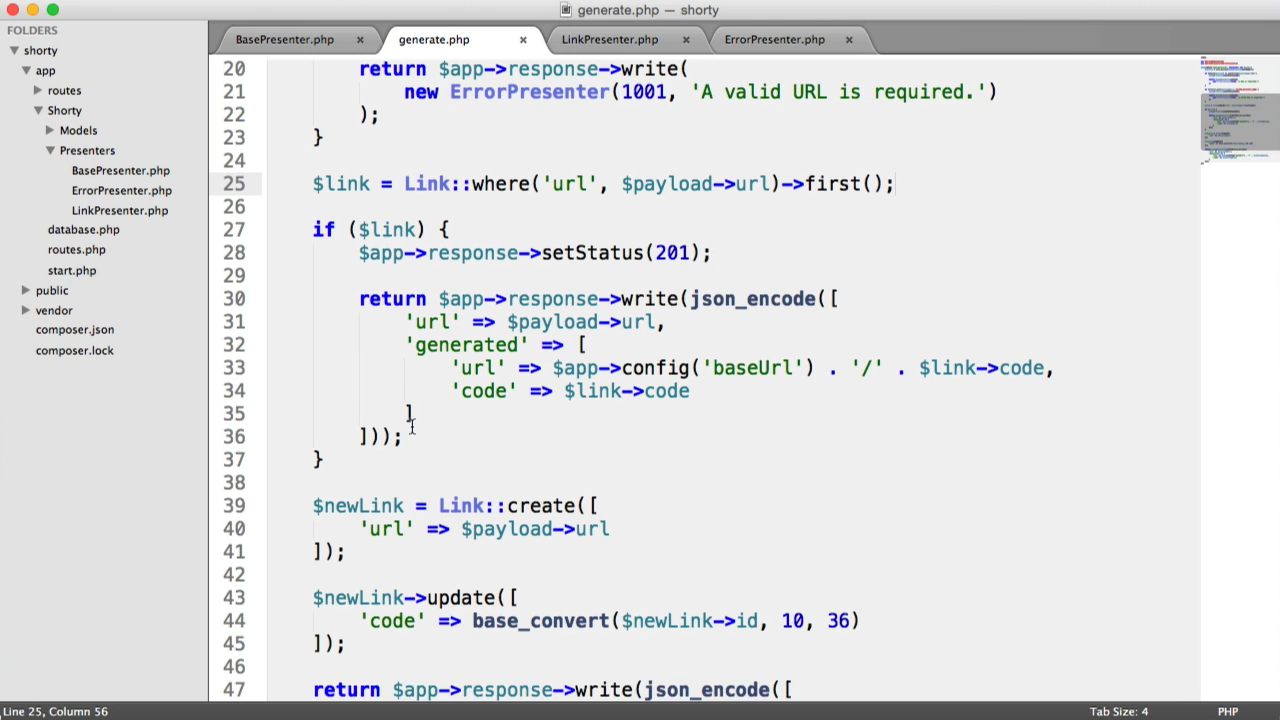 generate.php — shorty
FOLDERS
shorty
app
routes
Shorty
Models
Presenters
BasePresenter.php
ErrorPresenter.php
LinkPresenter.php
database.php
routes.php
start.php
public
vendor
composer.json
composer.lock
BasePresenter.php × generate.php × LinkPresenter.php × ErrorPresenter.php ×
20 return $app->response->write(
21 new ErrorPresenter(1001, 'A valid URL is required.')
22 );
23 }
24
25 $link = Link::where('url', $payload->url)->first();
26
27 if ($link) {
28 $app->response->setStatus(201);
29
30 return $app->response->write(json_encode([
31 'url' => $payload->url,
32 'generated' => [
33 'url' => $app->config('baseUrl') . '/' . $link->code,
34 'code' => $link->code
35 ]
36 ]));
37 }
38
39 $newLink = Link::create([
40 'url' => $payload->url
41 ]);
42
43 $newLink->update([
44 'code' => base_convert($newLink->id, 10, 36)
45 ]);
46
47 return $app->response->write(json_encode([
Line 25, Column 56 Tab Size: 4 PHP